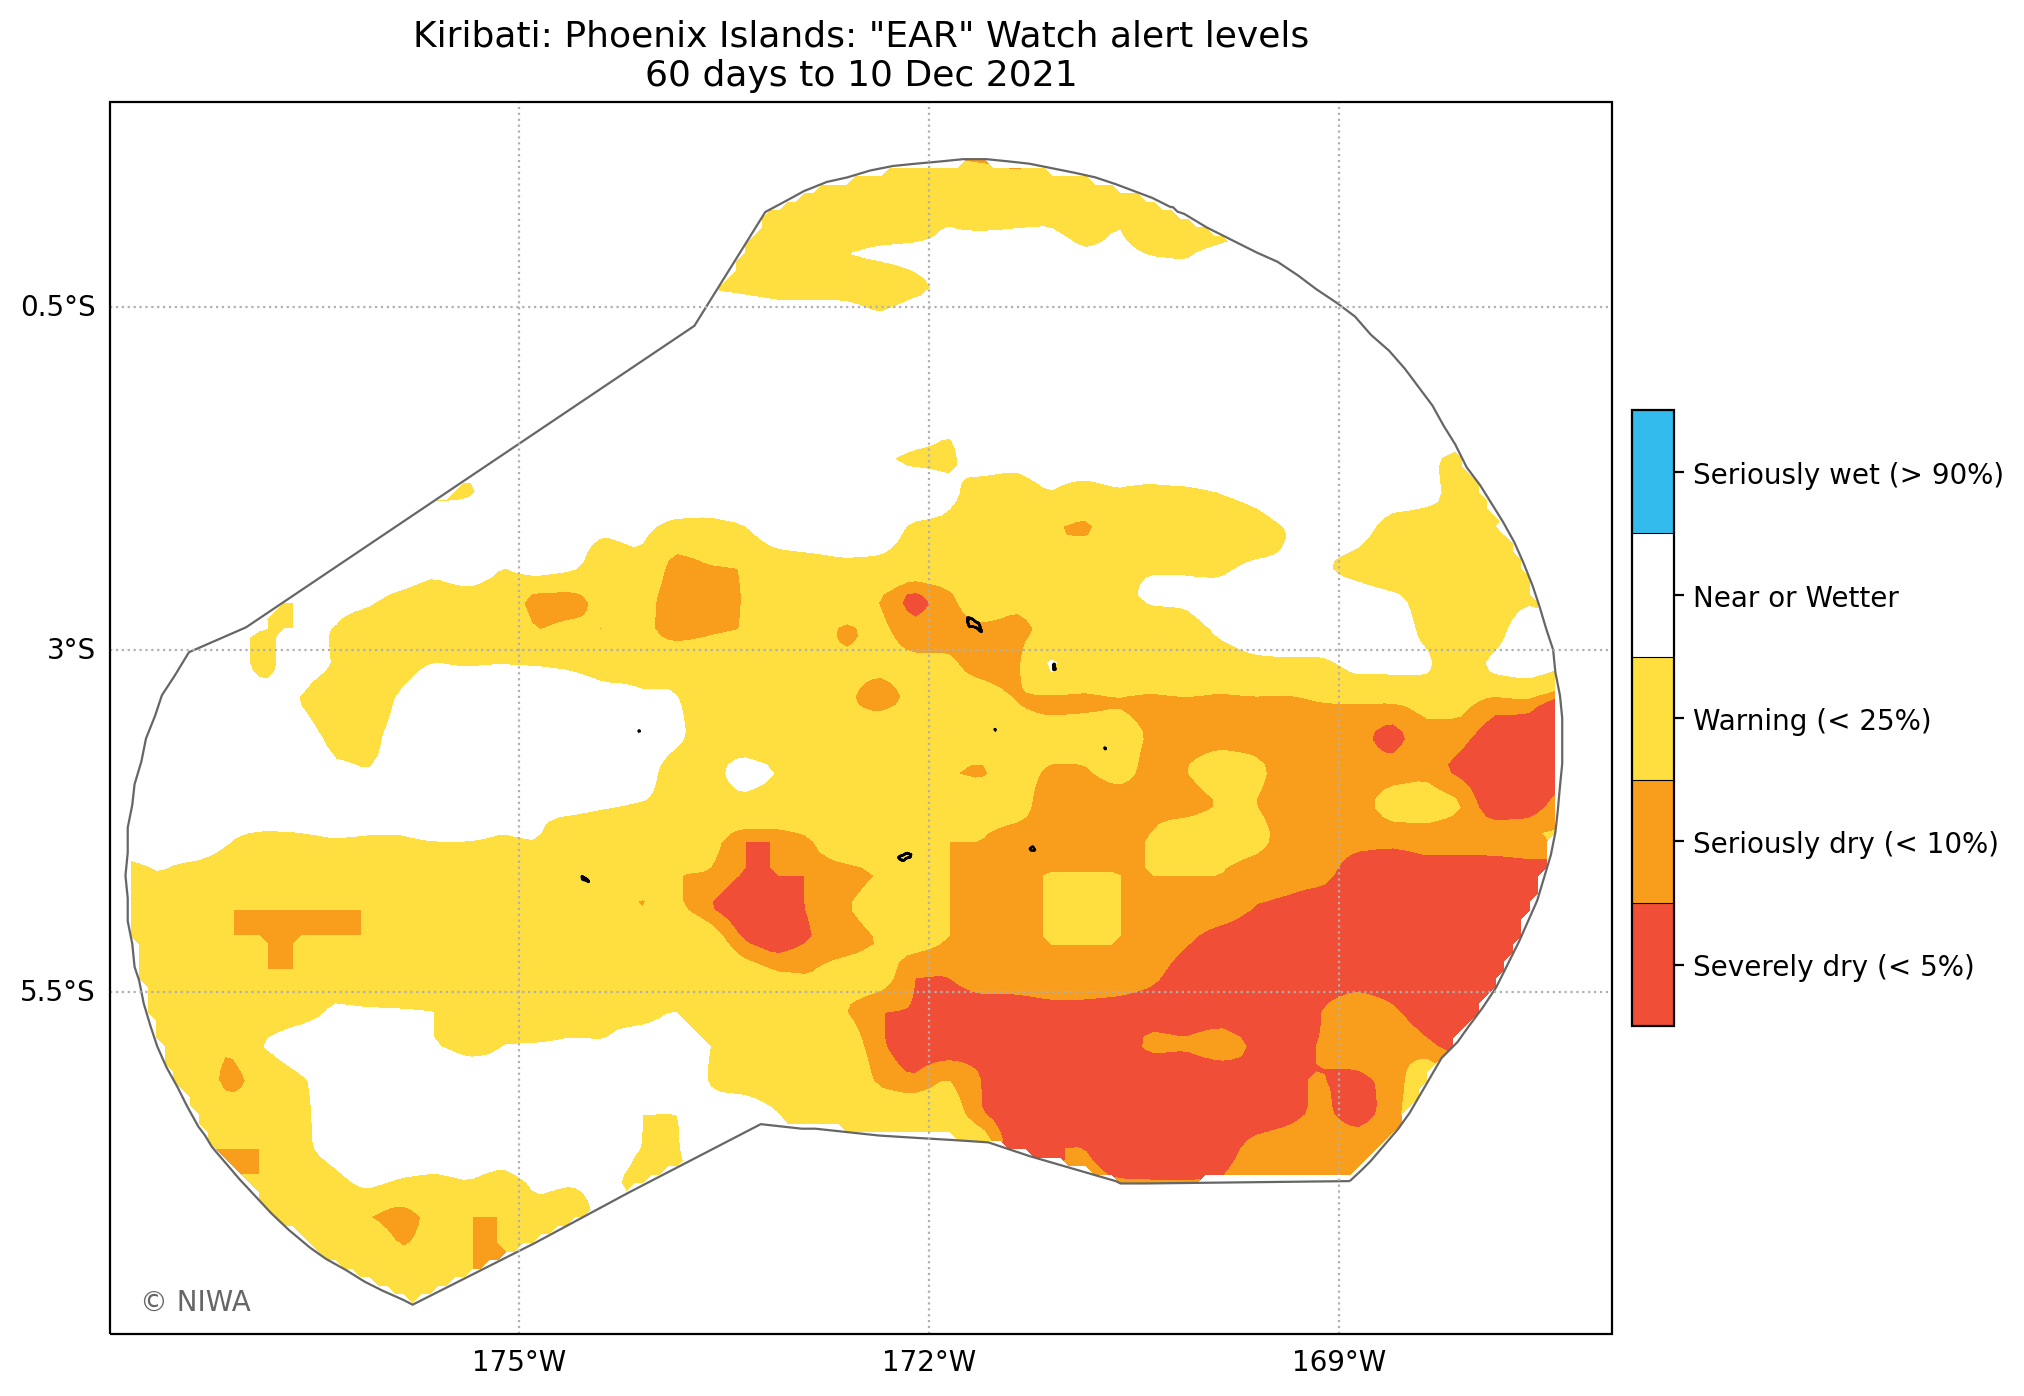 Kiribati: Phoenix Islands: "EAR" Watch alert levels
60 days to 10 Dec 2021
0.5°S
3°S
5.5°S
175°W
172°W
169°W
Seriously wet (> 90%)
Near or Wetter
Warning (< 25%)
Seriously dry (< 10%)
Severely dry (< 5%)
© NIWA